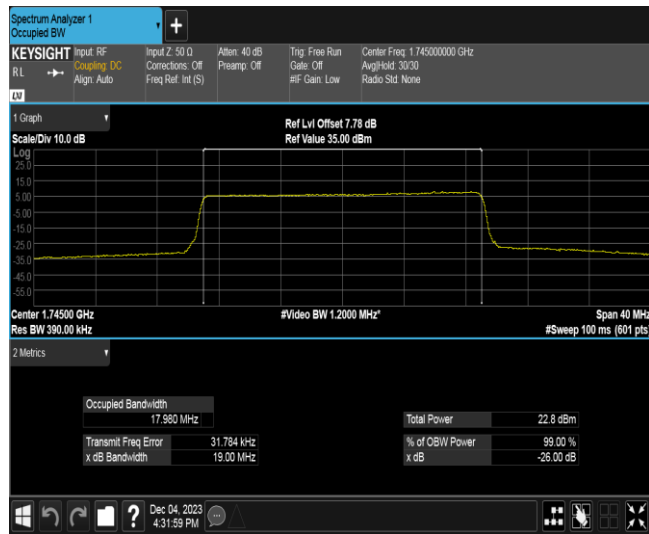 Spectrum Analyzer 1
Occupied BW
+
KEYSIGHT
RL
LXI
Input: RF
Coupling: DC
Align: Auto
Input Z: 50 Ω
Corrections: Off
Freq Ref: Int (S)
Atten: 40 dB
Preamp: Off
Trig: Free Run
Gate: Off
#IF Gain: Low
Center Freq: 1.745000000 GHz
Avg|Hold: 30/30
Radio Std: None
1 Graph
Scale/Div 10.0 dB
Ref Lvl Offset 7.78 dB
Ref Value 35.00 dBm
Log
25.0
15.0
5.00
-5.00
-15.0
-25.0
-35.0
-45.0
-55.0
Center 1.74500 GHz
#Video BW 1.2000 MHz*
Span 40 MHz
Res BW 390.00 kHz
#Sweep 100 ms (601 pts)
2 Metrics
Occupied Bandwidth
17.980 MHz
Total Power 22.8 dBm
Transmit Freq Error 31.784 kHz
% of OBW Power 99.00 %
x dB Bandwidth 19.00 MHz
x dB -26.00 dB
?
Dec 04, 2023
4:31:59 PM